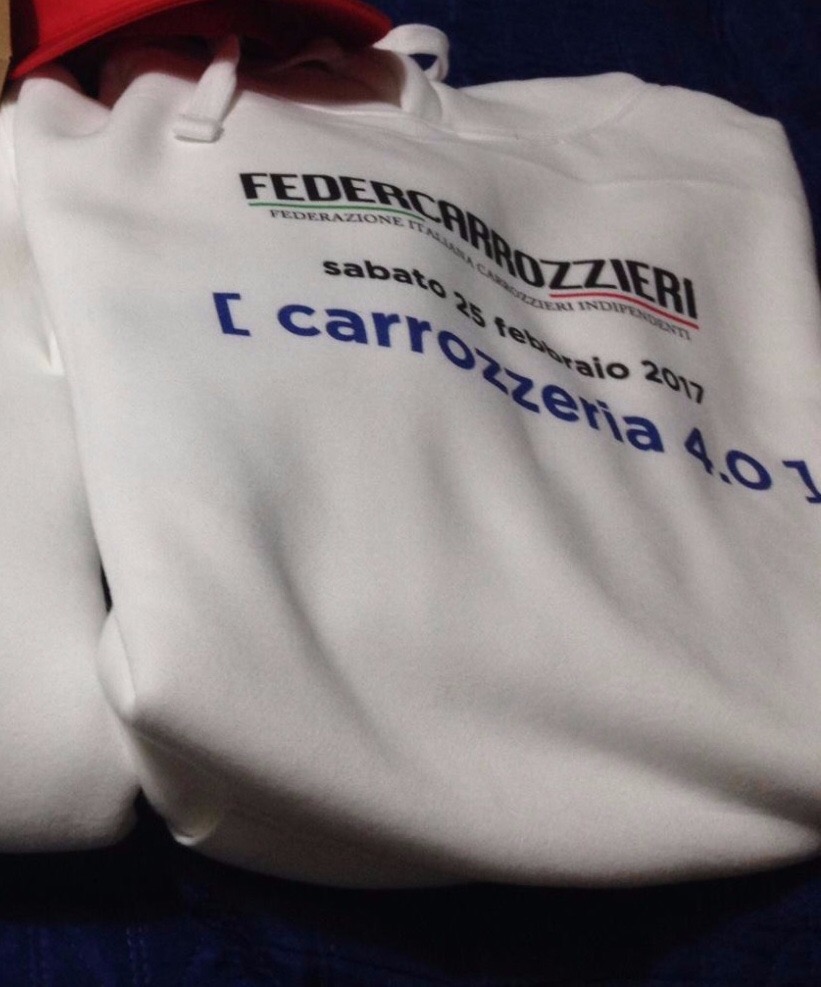 FEDERCARROZZIERI
FEDERAZIONE ITALIANA CARROZZIERI INDIPENDENTI
sabato 25 febbraio 2017
[ carrozzeria 4.0 ]